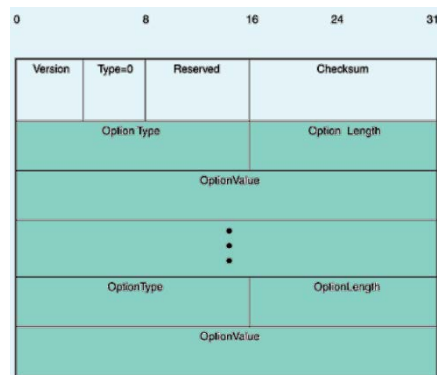 0 8 16 24 31
Version Type=0 Reserved Checksum
Option Type Option Length
OptionValue
OptionType OptionLength
OptionValue